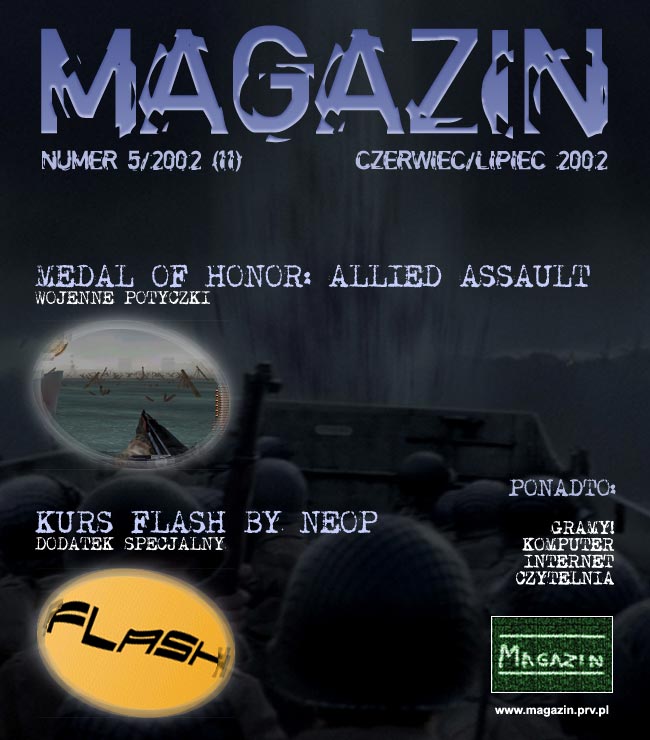 MAGAZIN
NUMER 5/2002 (11)
CZERWIEC/LIPIEC 2002
MEDAL OF HONOR: ALLIED ASSAULT
WOJENNE POTYCZKI
KURS FLASH BY NEOP
DODATEK SPECJALNY
FLASH
PONADTO:
GRAMY!
KOMPUTER
INTERNET
CZYTELNIA
MAGAZIN
www.magazin.prv.pl